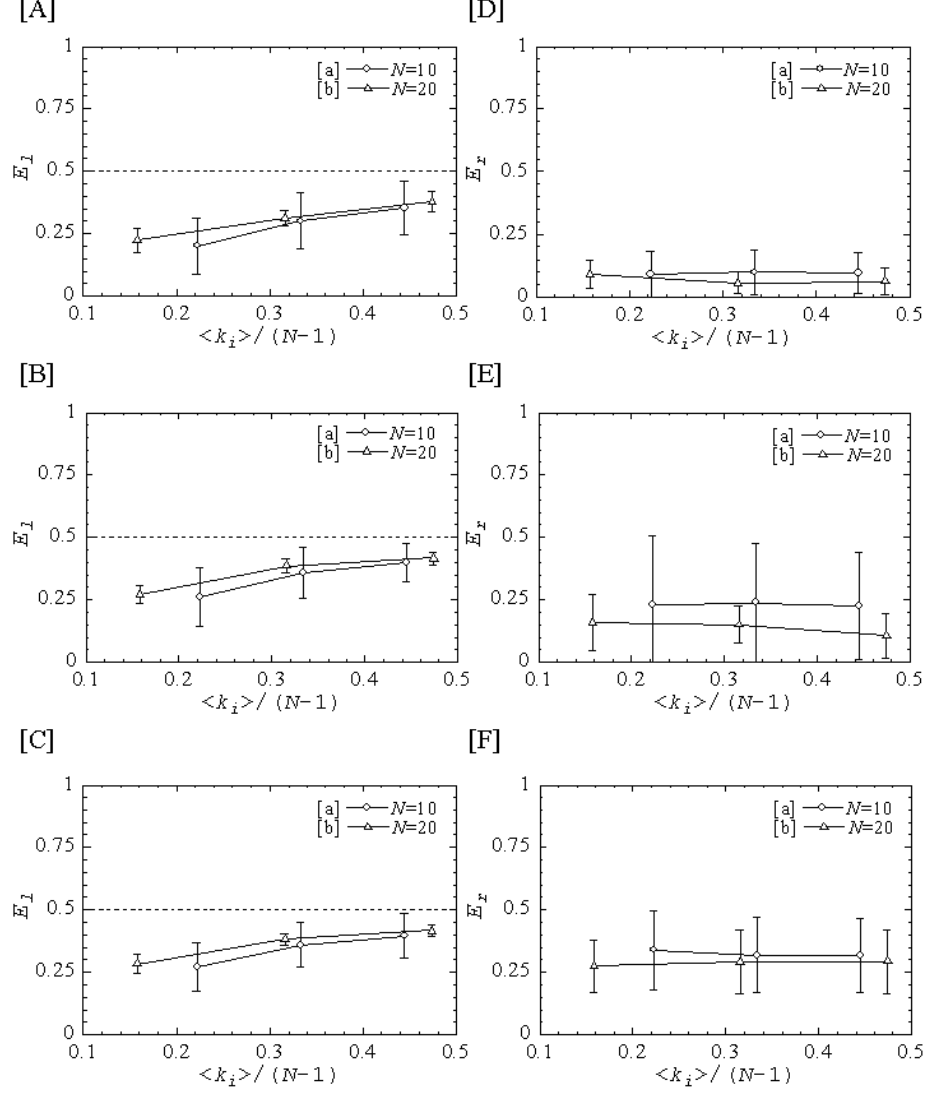 [A]
1
0.75
0.5
0.25
0
E_l
[a] N=10
[b] N=20
0.1 0.2 0.3 0.4 0.5
<k_i>/(N-1)
[D]
1
0.75
0.5
0.25
0
E_r
[a] N=10
[b] N=20
0.1 0.2 0.3 0.4 0.5
<k_i>/(N-1)
[B]
1
0.75
0.5
0.25
0
E_l
[a] N=10
[b] N=20
0.1 0.2 0.3 0.4 0.5
<k_i>/(N-1)
[E]
1
0.75
0.5
0.25
0
E_r
[a] N=10
[b] N=20
0.1 0.2 0.3 0.4 0.5
<k_i>/(N-1)
[C]
1
0.75
0.5
0.25
0
E_l
[a] N=10
[b] N=20
0.1 0.2 0.3 0.4 0.5
<k_i>/(N-1)
[F]
1
0.75
0.5
0.25
0
E_r
[a] N=10
[b] N=20
0.1 0.2 0.3 0.4 0.5
<k_i>/(N-1)